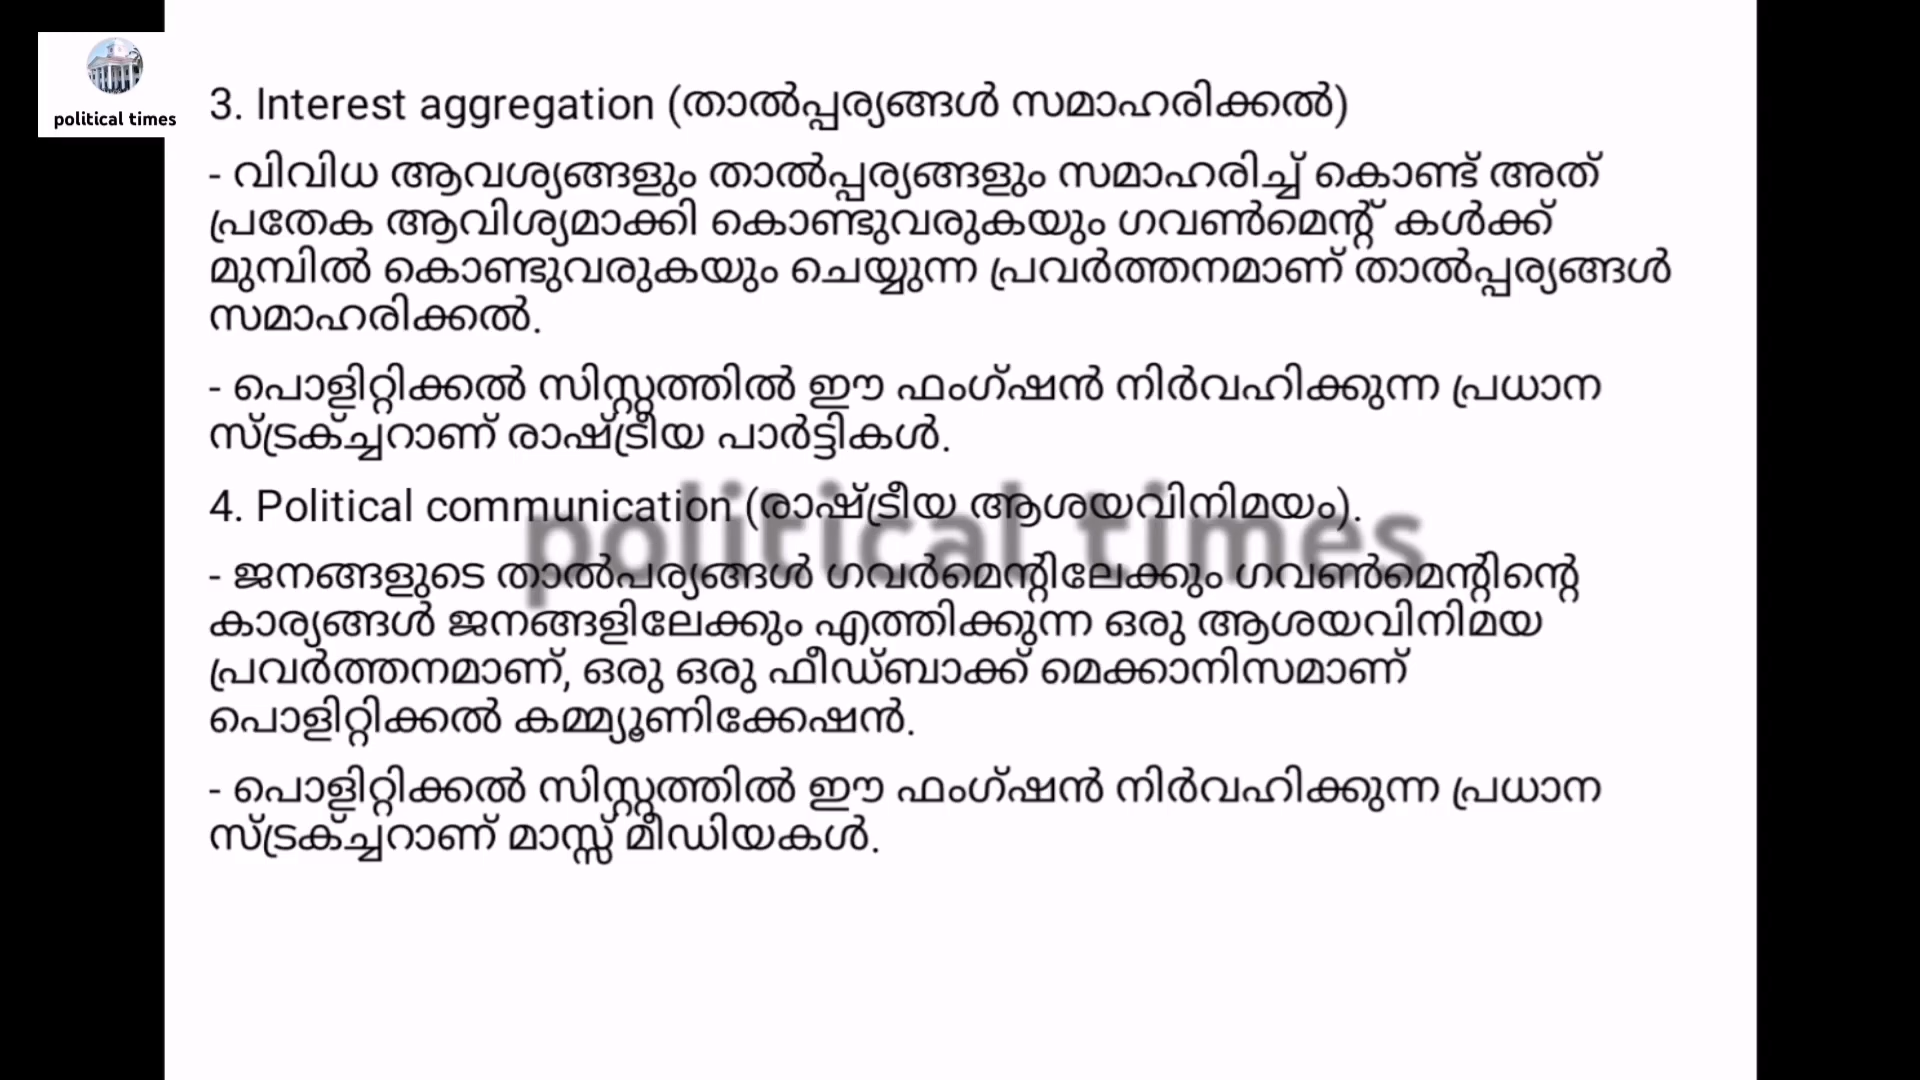 political times
3. Interest aggregation (താൽപ്പര്യങ്ങൾ സമാഹരിക്കൽ)
- വിവിധ ആവശ്യങ്ങളും താൽപ്പര്യങ്ങളും സമാഹരിച്ച് കൊണ്ട് അത്
പ്രതേക ആവിശ്യമാക്കി കൊണ്ടുവരുകയും ഗവൺമെന്റ് കൾക്ക്
മുമ്പിൽ കൊണ്ടുവരുകയും ചെയ്യുന്ന പ്രവർത്തനമാണ് താൽപ്പര്യങ്ങൾ
സമാഹരിക്കൽ.
- പൊളിറ്റിക്കൽ സിസ്റ്റത്തിൽ ഈ ഫംഗ്ഷൻ നിർവഹിക്കുന്ന പ്രധാന
സ്ട്രക്ച്ചറാണ് രാഷ്ട്രീയ പാർട്ടികൾ.
4. Political communication (രാഷ്ട്രീയ ആശയവിനിമയം).
political times
- ജനങ്ങളുടെ താൽപര്യങ്ങൾ ഗവർമെന്റിലേക്കും ഗവൺമെന്റിന്റെ
കാര്യങ്ങൾ ജനങ്ങളിലേക്കും എത്തിക്കുന്ന ഒരു ആശയവിനിമയ
പ്രവർത്തനമാണ്, ഒരു ഒരു ഫീഡ്ബാക്ക് മെക്കാനിസമാണ്
പൊളിറ്റിക്കൽ കമ്മ്യൂണിക്കേഷൻ.
- പൊളിറ്റിക്കൽ സിസ്റ്റത്തിൽ ഈ ഫംഗ്ഷൻ നിർവഹിക്കുന്ന പ്രധാന
സ്ട്രക്ച്ചറാണ് മാസ്സ് മീഡിയകൾ.